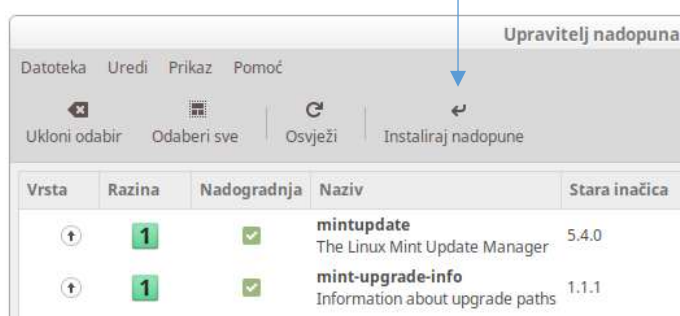 Upravitelj nadopuna
Datoteka Uredi Prikaz Pomoć
Ukloni odabir Odaberi sve Osvježi Instaliraj nadopune
Vrsta Razina Nadogradnja Naziv Stara inačica
1 mintupdate 5.4.0
The Linux Mint Update Manager
1 mint-upgrade-info 1.1.1
Information about upgrade paths